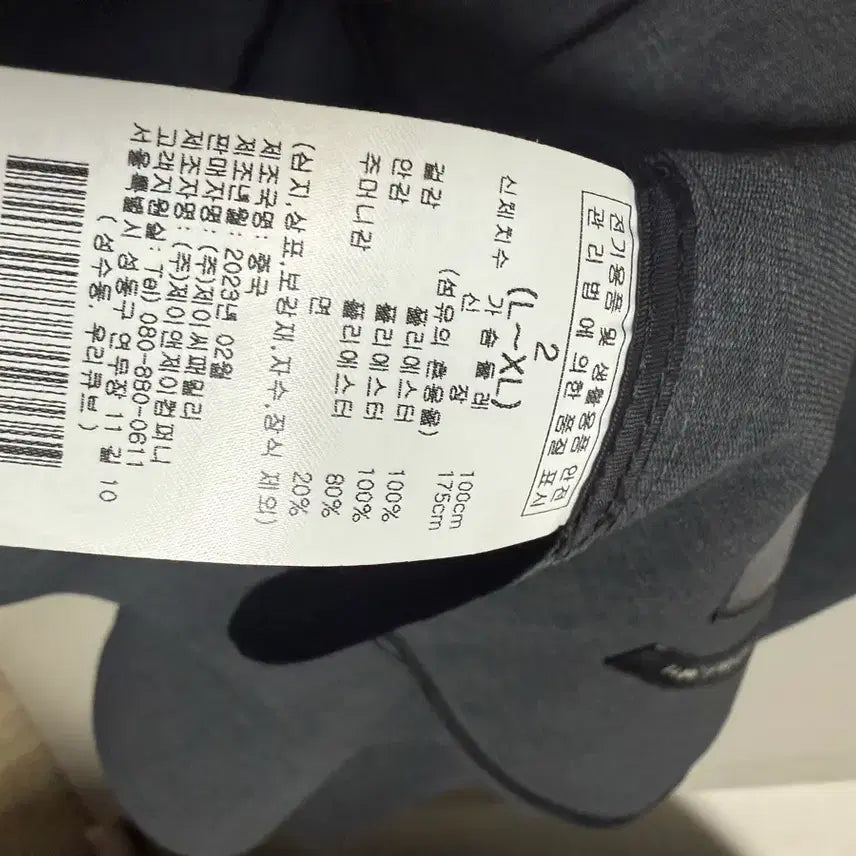 전기용품 및 생활용품 안전
관리법에 의한 품질 표시
2
(L~XL)
신체치수 가슴둘레 100cm
신장 175cm
(섬유의 혼용율)
겉감 폴리에스터 100%
안감 폴리에스터 100%
주머니감 폴리에스터 80%
면 20%
(심지,상표,보강재,자수,장식 제외)
제조국명: 중국
제조년월: 2023년 02월
판매자명: (주)지이씨패밀리
제조자명: (주)제이앤제이컴퍼니
고객지원실 Tel) 080-880-0611
서울특별시 성동구 연무장 11길 10
(성수동, 우리큐브)